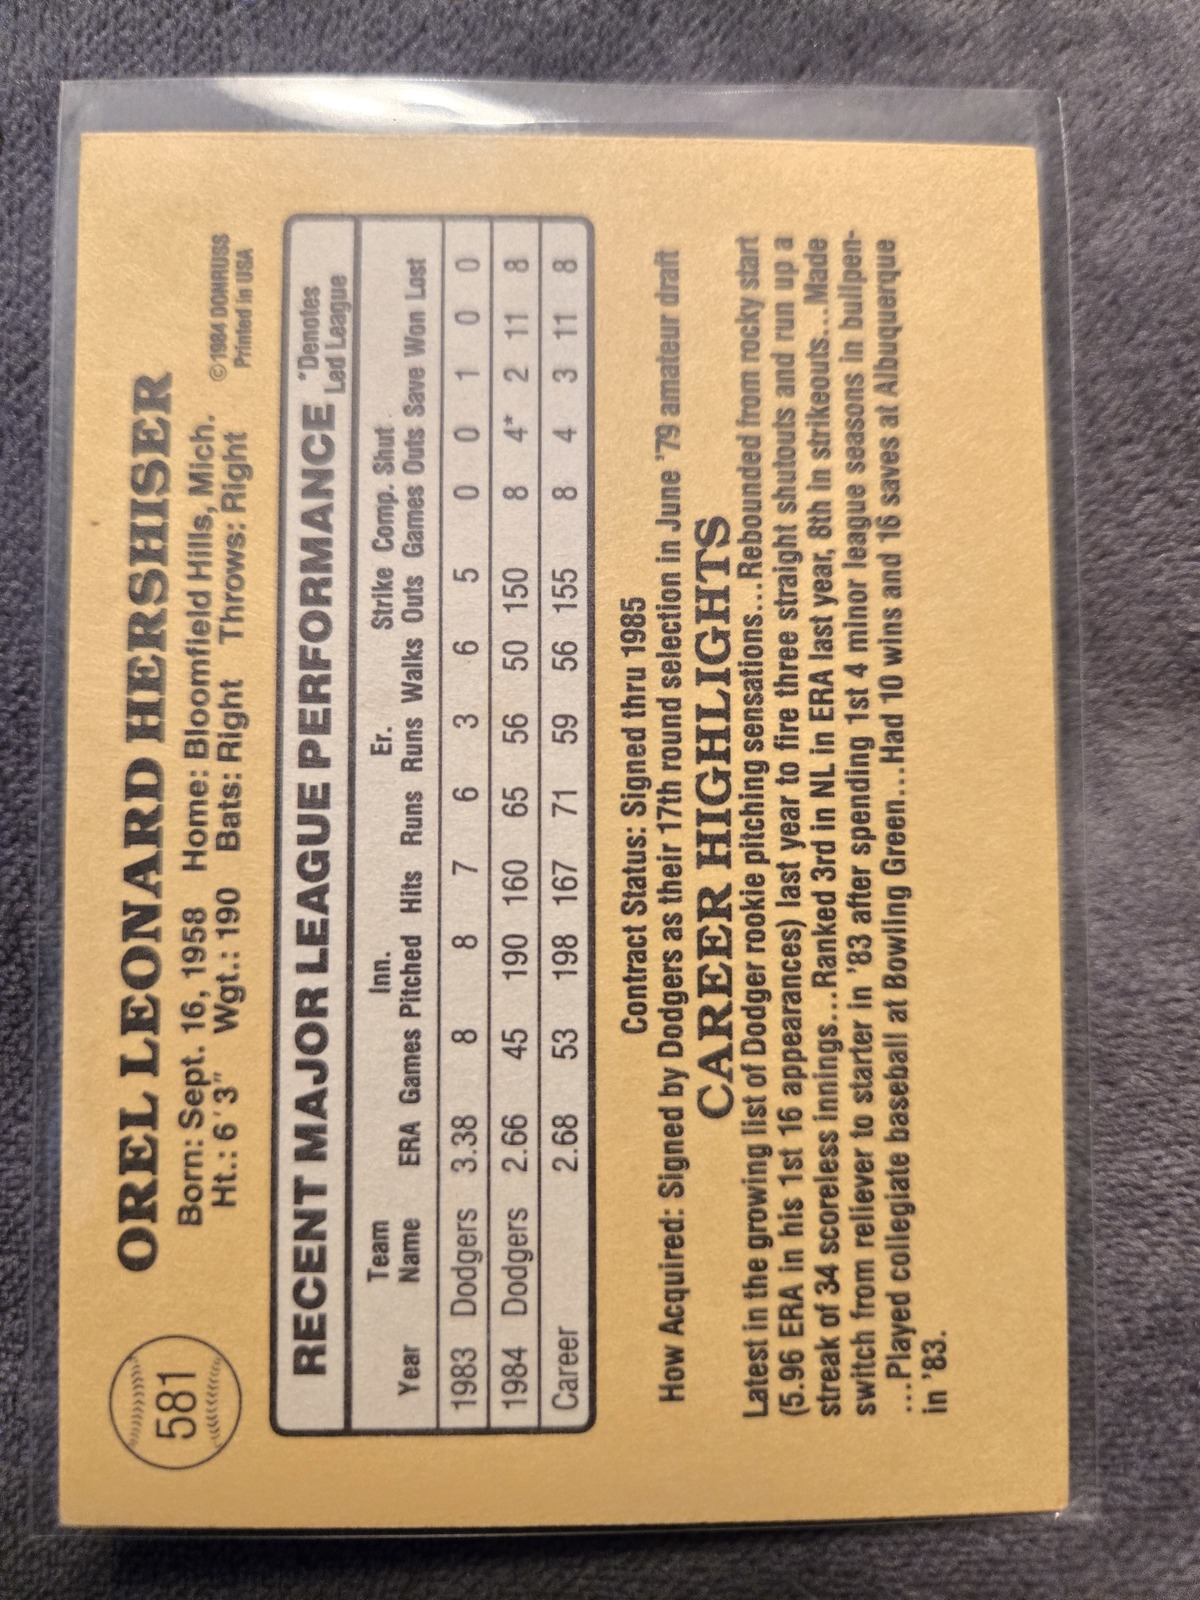 581
OREL LEONARD HERSHISER
Born: Sept. 16, 1958 Home: Bloomfield Hills, Mich.
Ht.: 6'3" Wgt.: 190 Bats: Right Throws: Right
©1984 DONRUSS
Printed in USA
RECENT MAJOR LEAGUE PERFORMANCE
*Denotes
Led League
Team Inn. Er. Strike Comp. Shut
Year Name ERA Games Pitched Hits Runs Runs Walks Outs Games Outs Save Won Lost
1983 Dodgers 3.38 8 8 7 6 3 6 5 0 0 1 0 0
1984 Dodgers 2.66 45 190 160 65 56 50 150 8 4* 2 11 8
Career 2.68 53 198 167 71 59 56 155 8 4 3 11 8
Contract Status: Signed thru 1985
How Acquired: Signed by Dodgers as their 17th round selection in June '79 amateur draft
CAREER HIGHLIGHTS
Latest in the growing list of Dodger rookie pitching sensations...Rebounded from rocky start
(5.96 ERA in his 1st 16 appearances) last year to fire three straight shutouts and run up a
streak of 34 scoreless innings...Ranked 3rd in NL in ERA last year, 8th in strikeouts...Made
switch from reliever to starter in '83 after spending 1st 4 minor league seasons in bullpen-
...Played collegiate baseball at Bowling Green...Had 10 wins and 16 saves at Albuquerque
in '83.